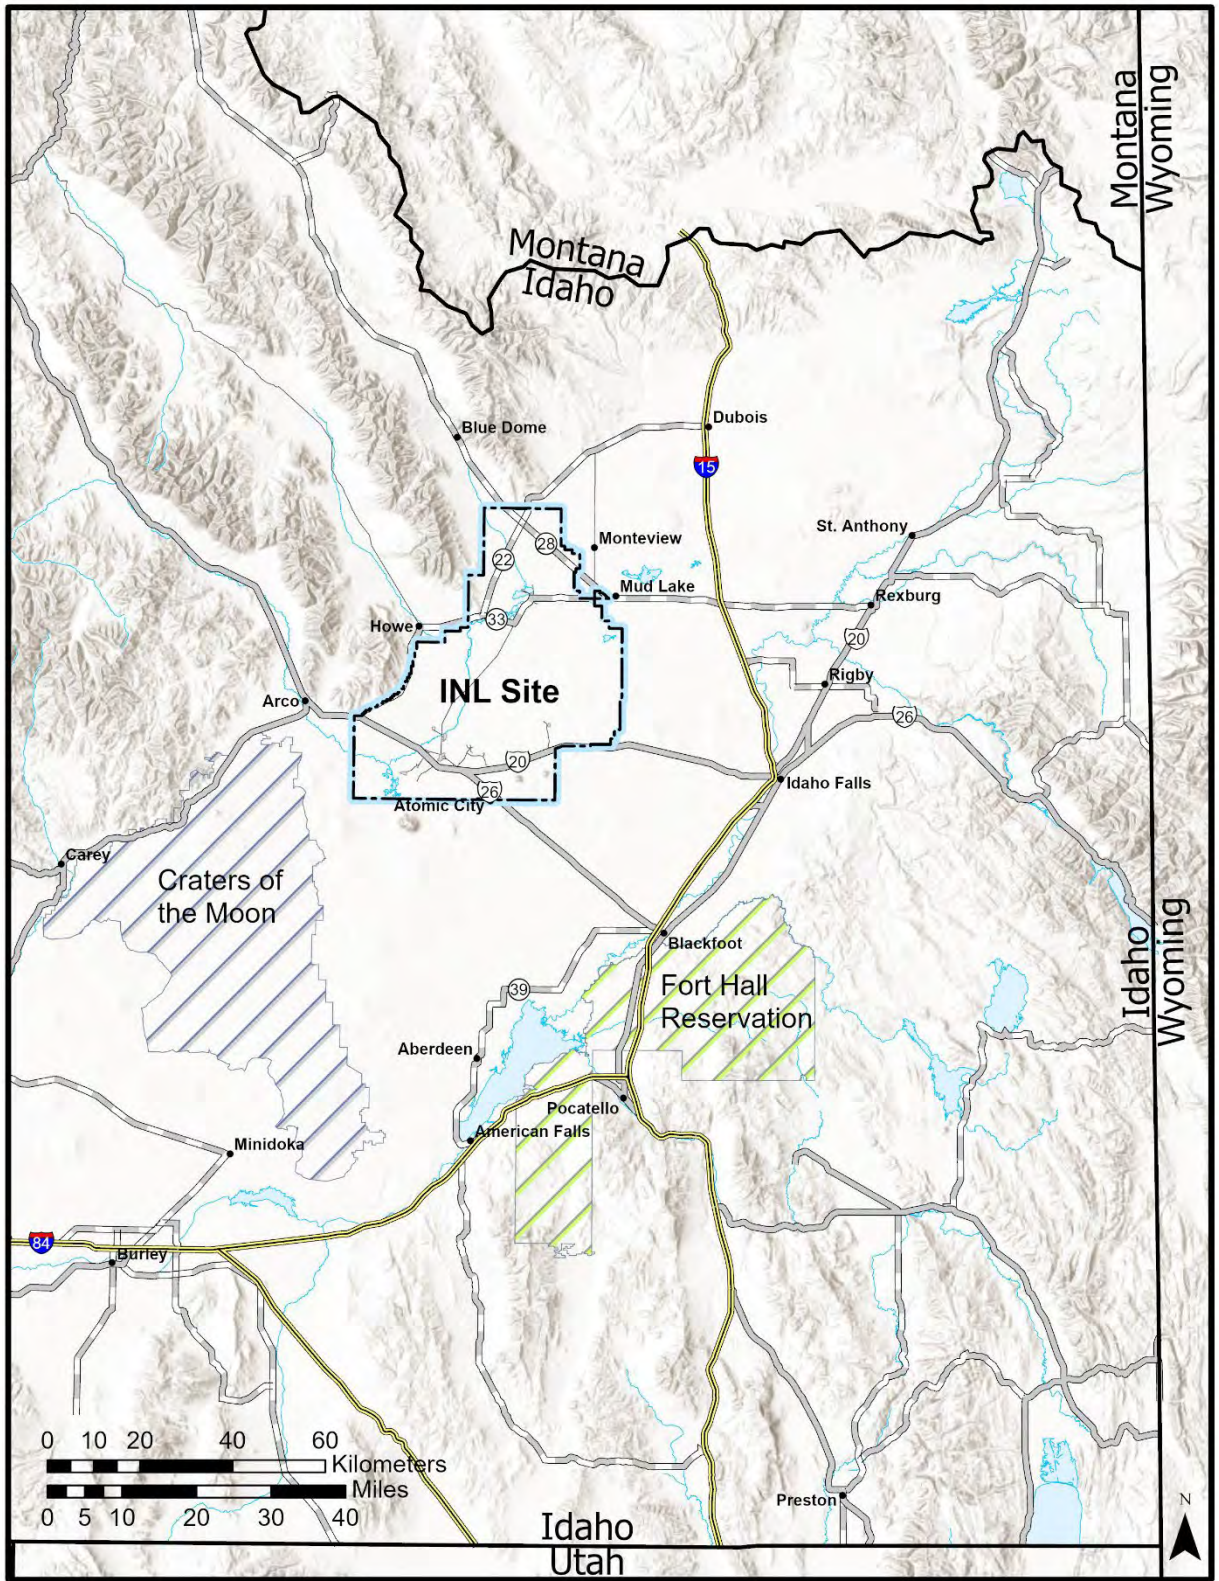 Montana
Wyoming
Montana
Idaho
Blue Dome
Dubois
15
St. Anthony
28
Monteview
22
Mud Lake
Rexburg
33
Howe
20
Rigby
INL Site
Arco
26
20
Idaho Falls
26
Atomic City
Carey
Craters of
the Moon
Idaho
Wyoming
Blackfoot
39
Fort Hall
Reservation
Aberdeen
Pocatello
American Falls
Minidoka
84
Burley
0 10 20 40 60
Kilometers
Miles
0 5 10 20 30 40
Preston
N
Idaho
Utah